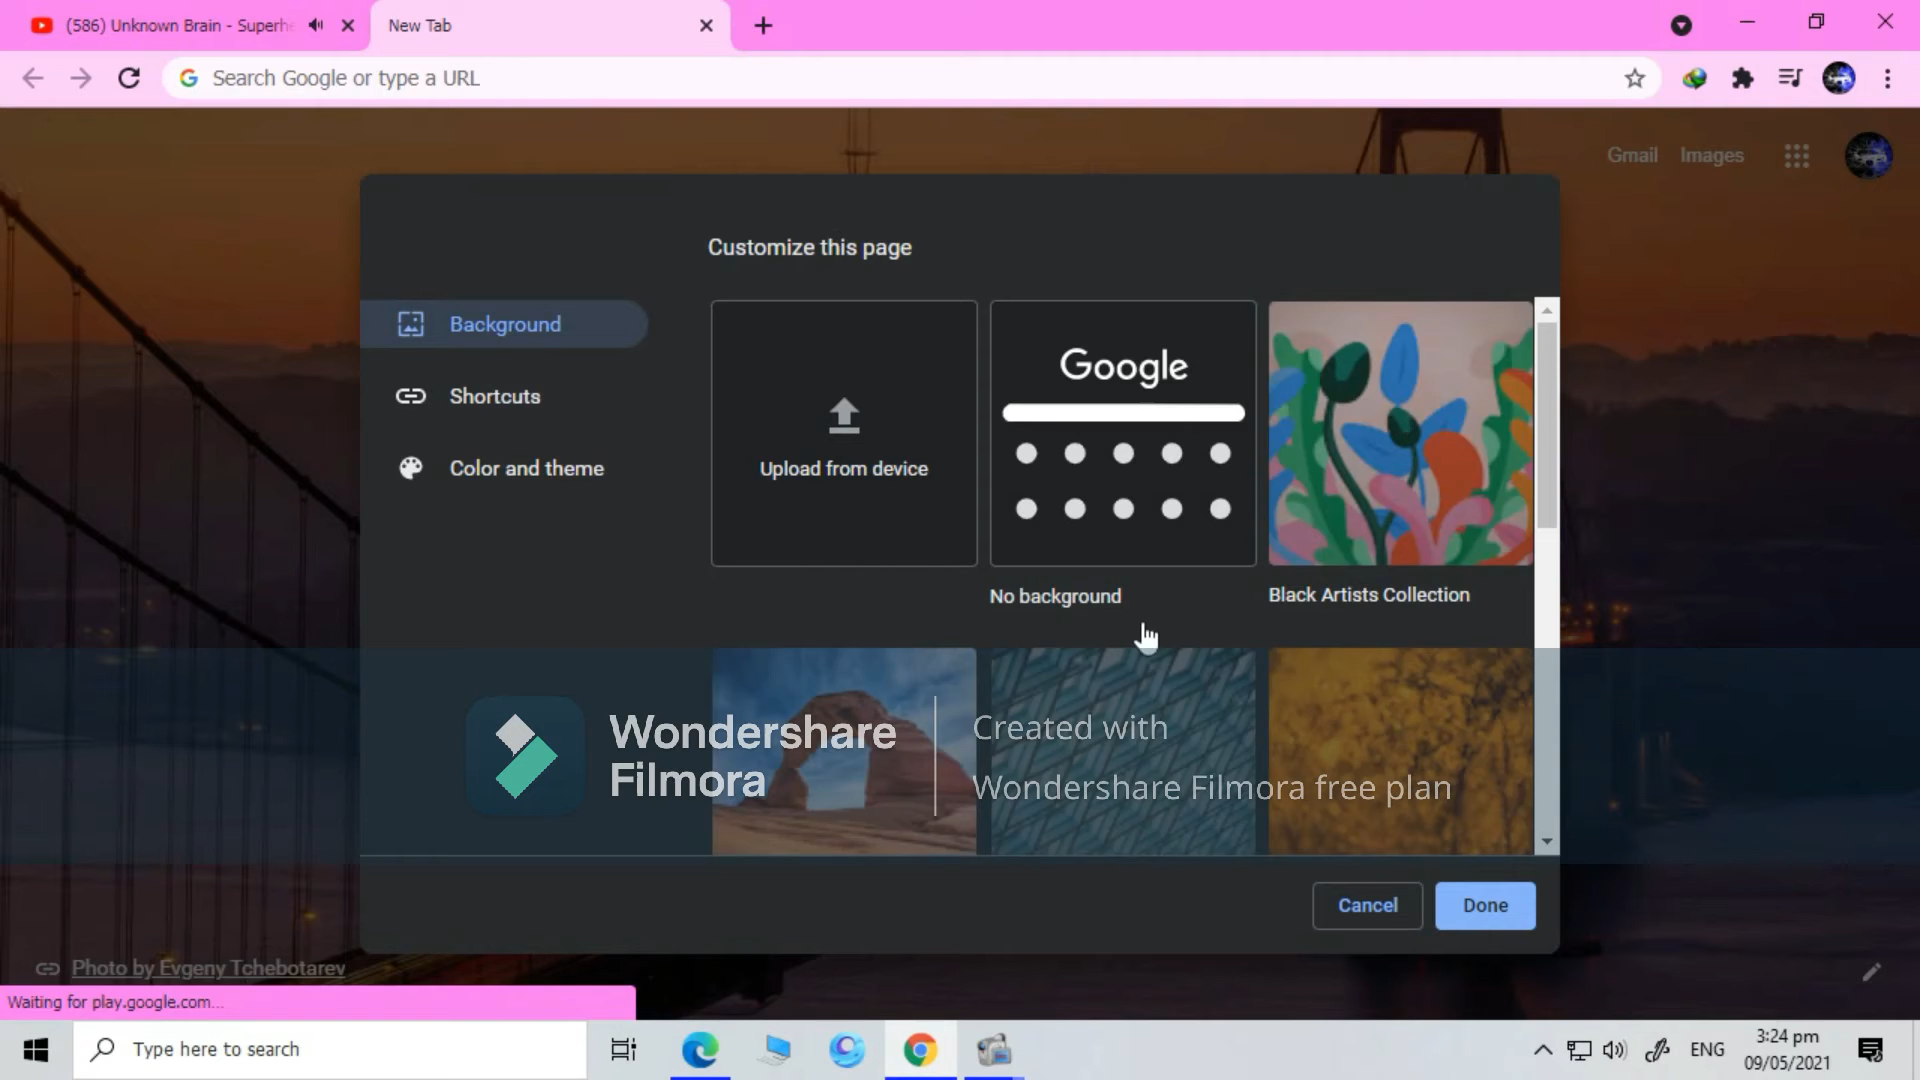 (586) Unknown Brain - Superhe
New Tab
Search Google or type a URL
Gmail Images
Customize this page
Background
Shortcuts
Color and theme
Upload from device
Google
No background
Black Artists Collection
Wondershare
Filmora
Created with
Wondershare Filmora free plan
Cancel
Done
Photo by Evgeny Tchebotarev
Waiting for play.google.com...
Type here to search
ENG
3:24 pm
09/05/2021